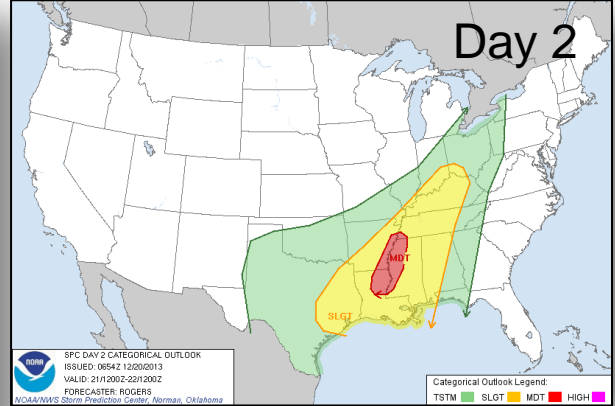 Day 2
MDT
SLGT
NOAA
SPC DAY 2 CATEGORICAL OUTLOOK
ISSUED: 0654Z 12/20/2013
VALID: 21/1200Z-22/1200Z
FORECASTER: ROGERS
NOAA/NWS Storm Prediction Center, Norman, Oklahoma
Categorical Outlook Legend:
TSTM SLGT MDT HIGH